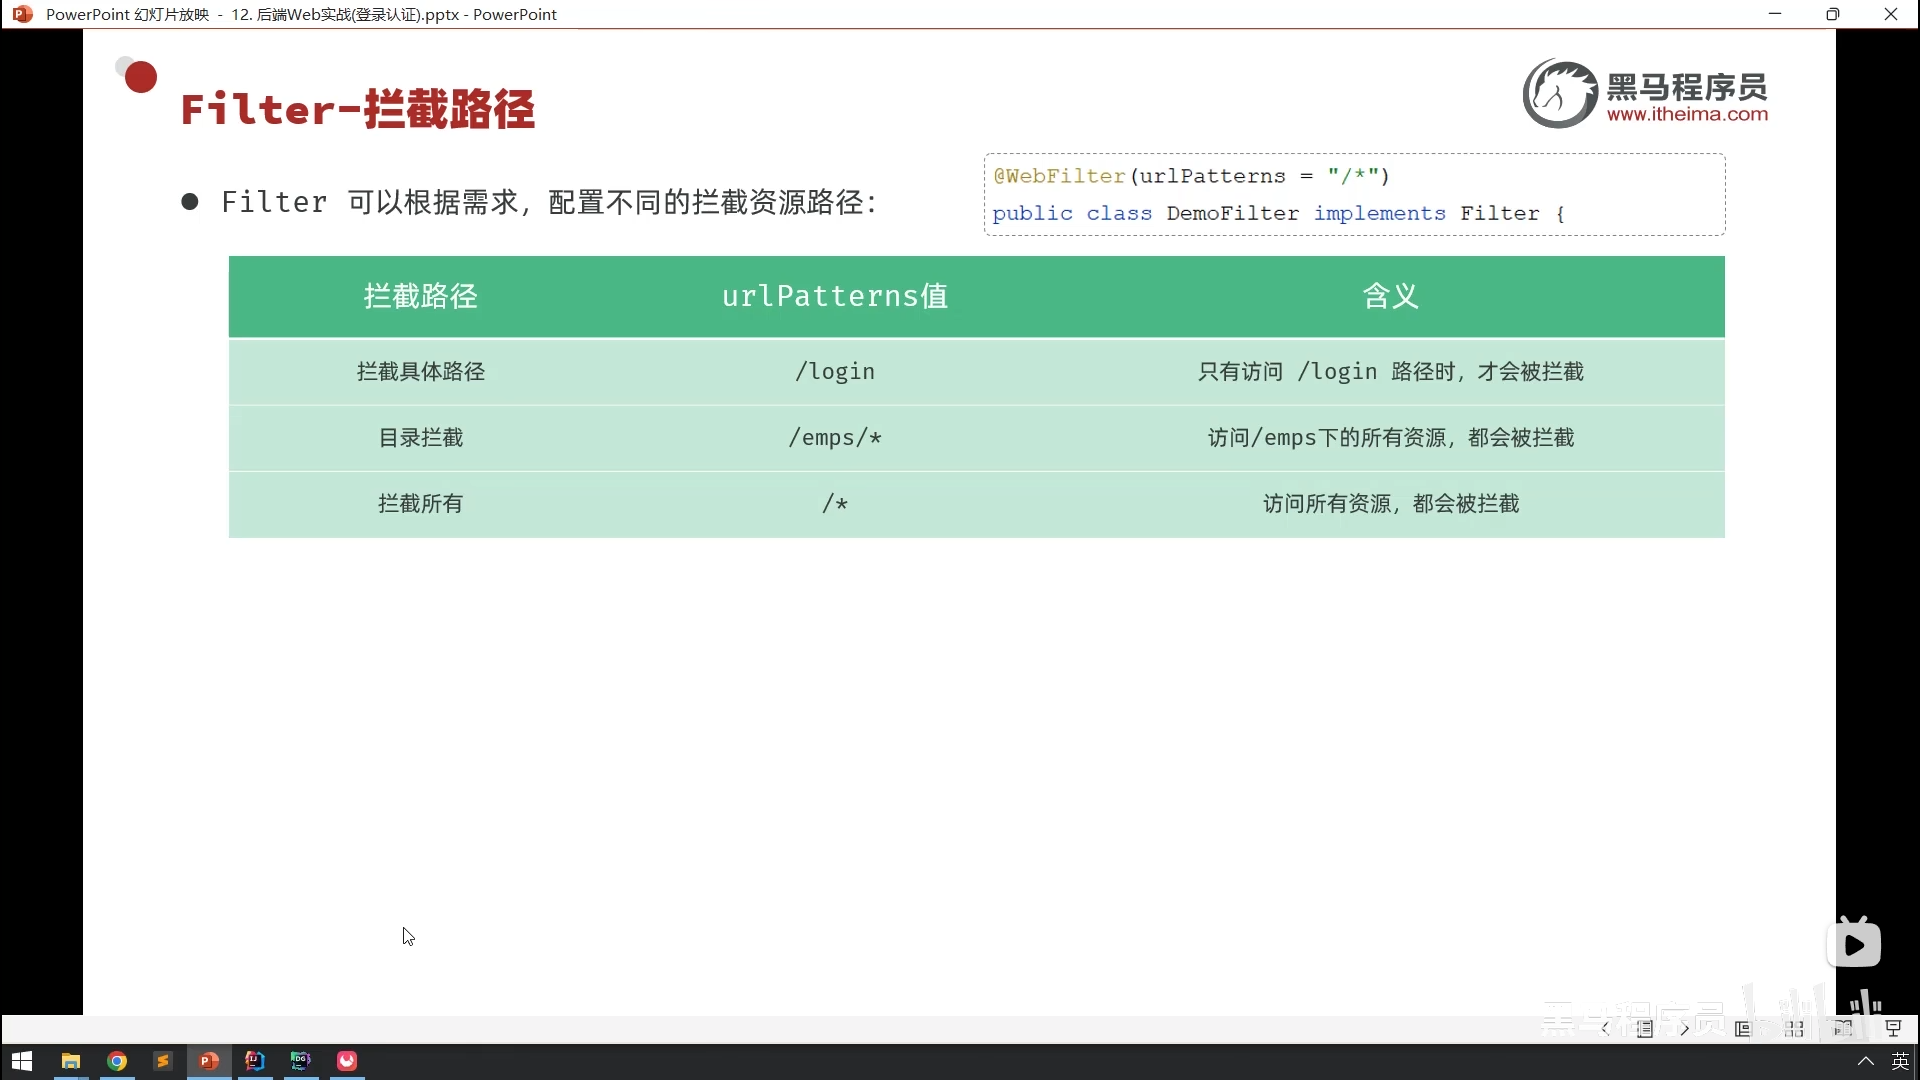 PowerPoint 幻灯片放映 - 12. 后端Web实战(登录认证).pptx - PowerPoint
Filter-拦截路径
黑马程序员
www.itheima.com
Filter 可以根据需求，配置不同的拦截资源路径：
@WebFilter(urlPatterns = "/*")
public class DemoFilter implements Filter {
拦截路径 urlPatterns值 含义
拦截具体路径 /login 只有访问 /login 路径时，才会被拦截
目录拦截 /emps/* 访问/emps下的所有资源，都会被拦截
拦截所有 /* 访问所有资源，都会被拦截
黑马程序员
英